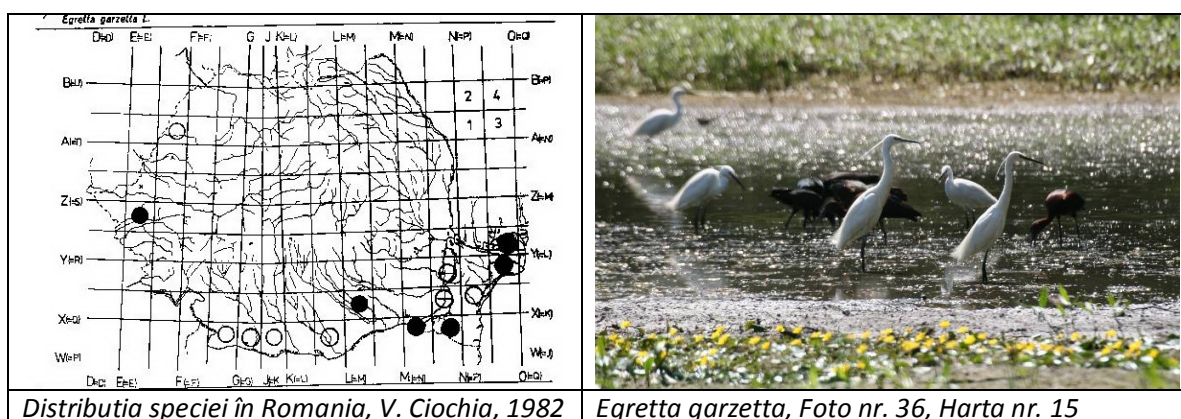 Egretta garzetta L.
D(=D) E(=E) F(=F) G J K(=L) L(=M) M(=N) N(=P) O(=Q)
B(=U) B(=P)
2 4
1 3
A(=T) A(=N)
Z(=S) Z(=M)
Y(=R) Y(=L)
X(=Q) X(=K)
W(=P) W(=J)
D(=C) E(=E) F(=F) G(=G) J=K K(=L) L(=M) M(=N) N(=P) O(=Q)
Distributia speciei în Romania, V. Ciochia, 1982
Egretta garzetta, Foto nr. 36, Harta nr. 15